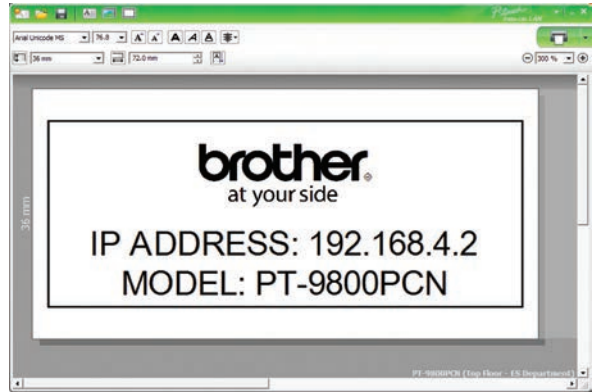 Arial Unicode MS 76.8 A A A A A
36 mm 72.0 mm
300 %
36 mm
brother
at your side
IP ADDRESS: 192.168.4.2
MODEL: PT-9800PCN
PT-9800PCN (Top Floor - ES Department)